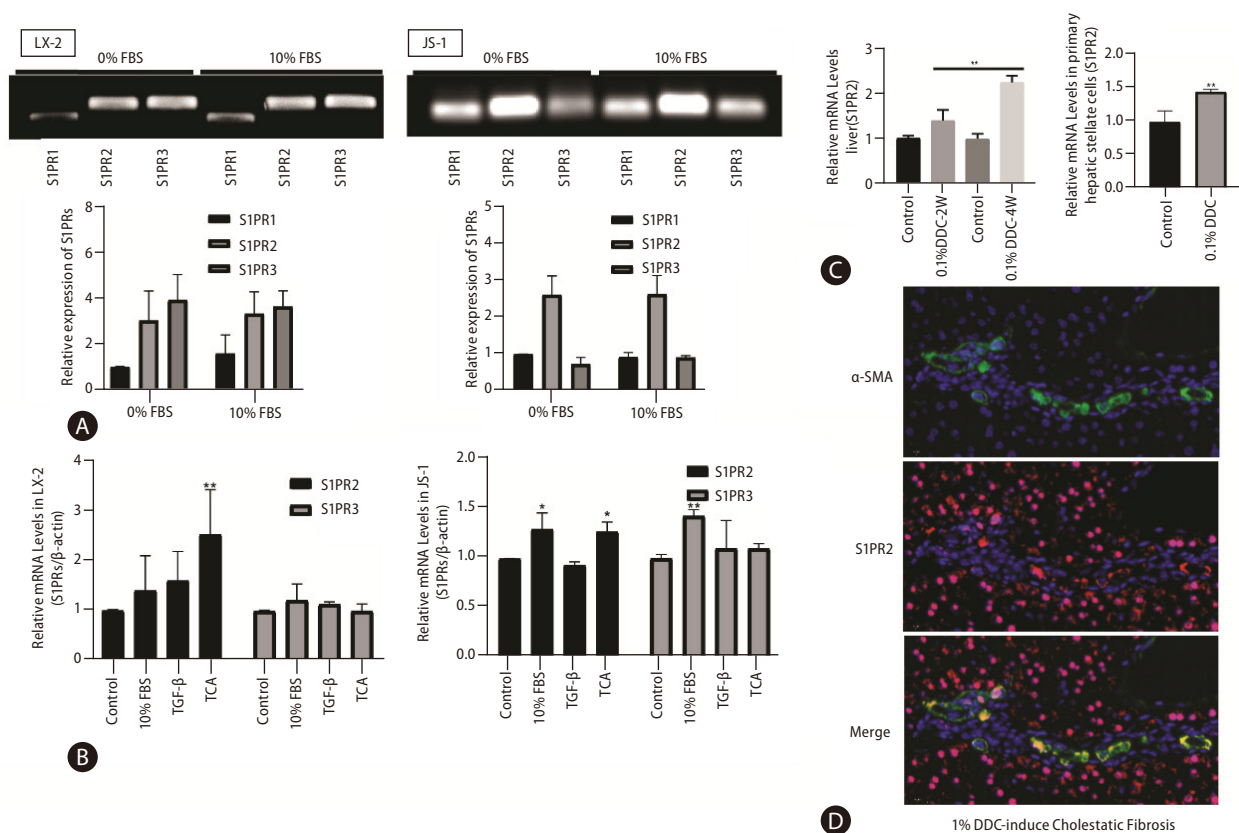 LX-2
0% FBS
10% FBS
S1PR1
S1PR2
S1PR3
S1PR1
S1PR2
S1PR3
Relative expression of S1PRs
8
6
4
2
0
S1PR1
S1PR2
S1PR3
0% FBS
10% FBS
JS-1
0% FBS
10% FBS
S1PR1
S1PR2
S1PR3
S1PR1
S1PR2
S1PR3
Relative expression of S1PRs
5
4
3
2
1
0
S1PR1
S1PR2
S1PR3
0% FBS
10% FBS
A
Relative mRNA Levels in LX-2
(S1PRs/β-actin)
4
3
2
1
0
**
S1PR2
S1PR3
Control
10% FBS
TGF-β
TCA
Control
10% FBS
TGF-β
TCA
Relative mRNA Levels in JS-1
(S1PRs/β-actin)
2.0
1.5
1.0
0.5
0.0
*
*
**
S1PR2
S1PR3
Control
10% FBS
TGF-β
TCA
Control
10% FBS
TGF-β
TCA
B
Relative mRNA Levels
liver(S1PR2)
3
2
1
0
**
Control
0.1%DDC-2W
Control
0.1% DDC-4W
Relative mRNA Levels in primary
hepatic stellate cells (S1PR2)
2.0
1.5
1.0
0.5
0.0
**
Control
0.1% DDC
C
α-SMA
S1PR2
Merge
D
1% DDC-induce Cholestatic Fibrosis